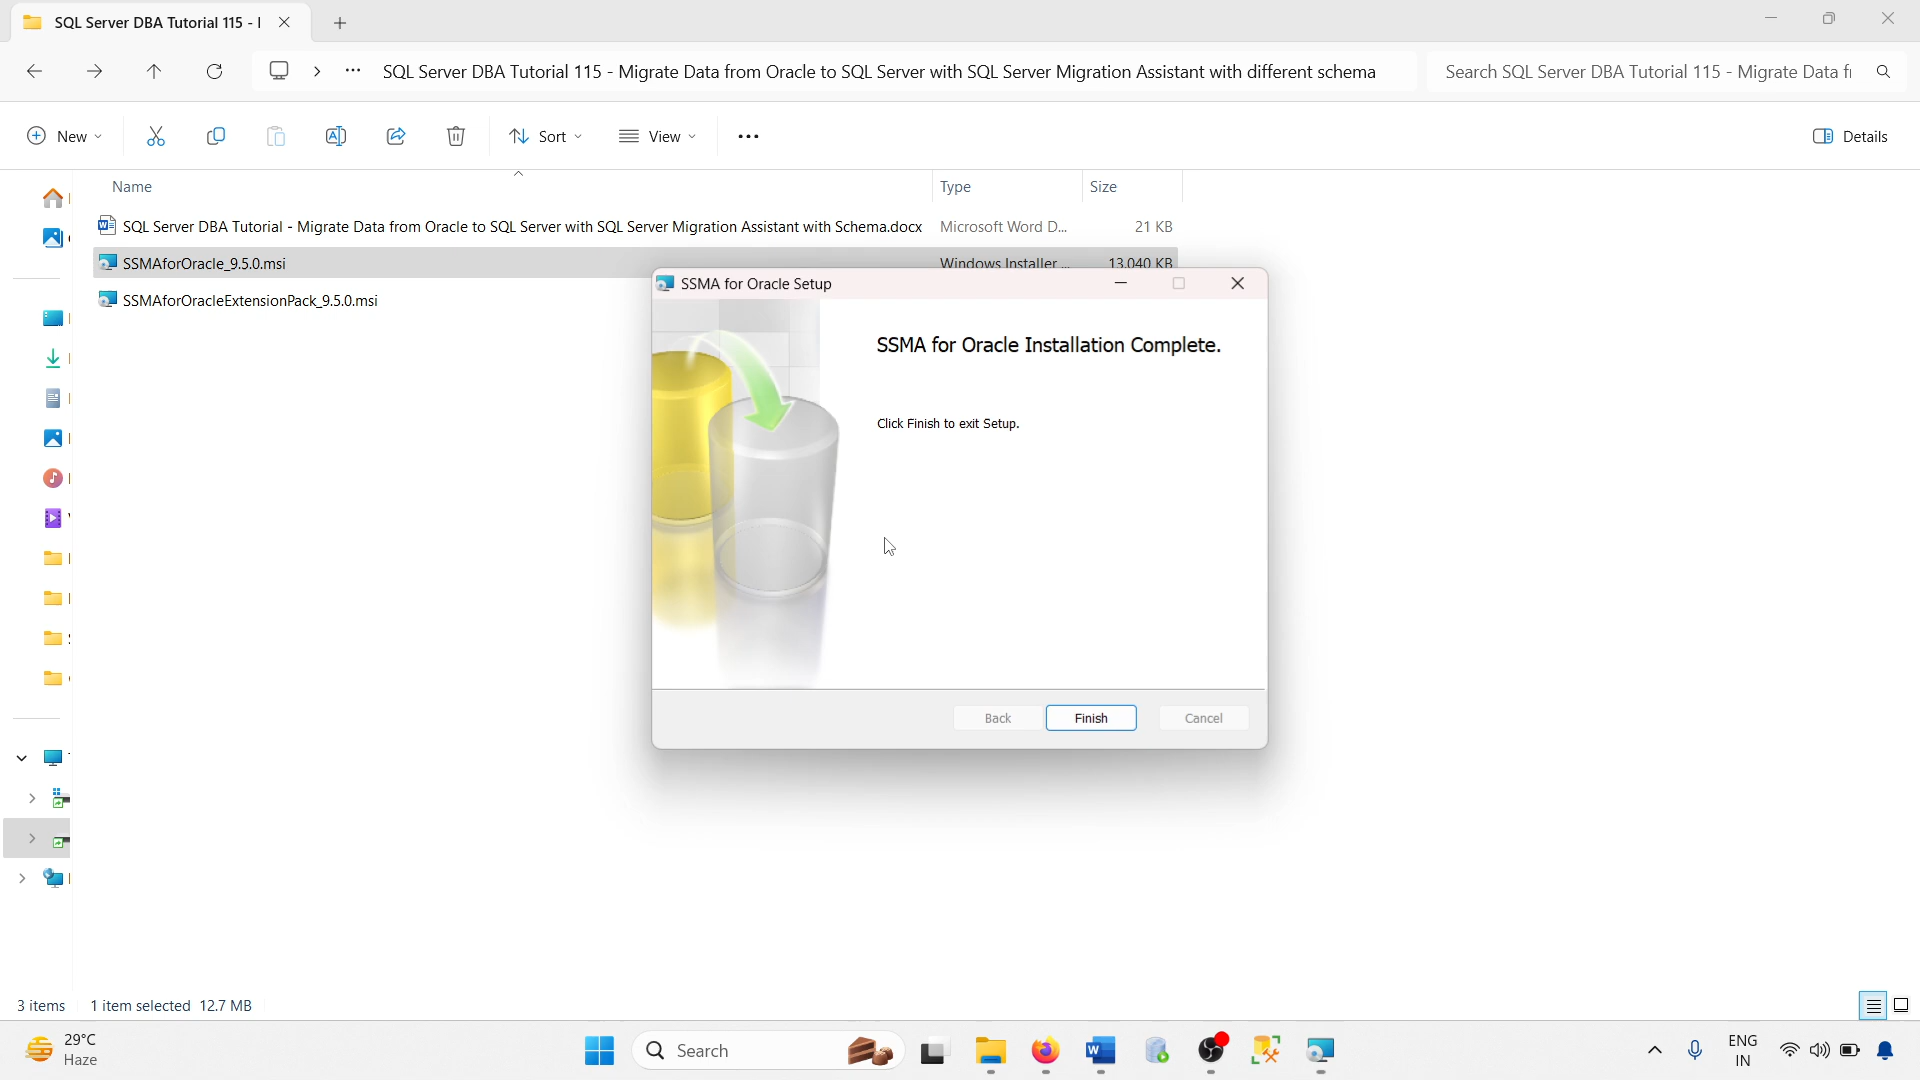 SQL Server DBA Tutorial 115 - I
SQL Server DBA Tutorial 115 - Migrate Data from Oracle to SQL Server with SQL Server Migration Assistant with different schema
Search SQL Server DBA Tutorial 115 - Migrate Data fr
New
Sort
View
Details
Name
Type
Size
SQL Server DBA Tutorial - Migrate Data from Oracle to SQL Server with SQL Server Migration Assistant with Schema.docx
Microsoft Word D...
21 KB
SSMAforOracle_9.5.0.msi
Windows Installer ...
13,040 KB
SSMAforOracleExtensionPack_9.5.0.msi
SSMA for Oracle Setup
SSMA for Oracle Installation Complete.
Click Finish to exit Setup.
Back
Finish
Cancel
3 items
1 item selected 12.7 MB
29°C
Haze
Search
ENG
IN